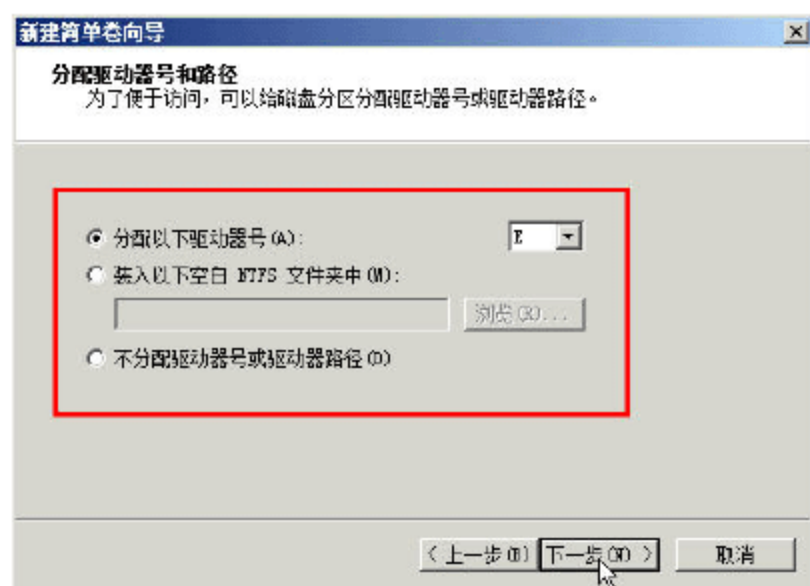 新建简单卷向导
分配驱动器号和路径
为了便于访问，可以给磁盘分区分配驱动器号或驱动器路径。
分配以下驱动器号(A): E
装入以下空白 NTFS 文件夹中(M):
浏览(R)...
不分配驱动器号或驱动器路径(D)
<上一步(B) 下一步(N) > 取消